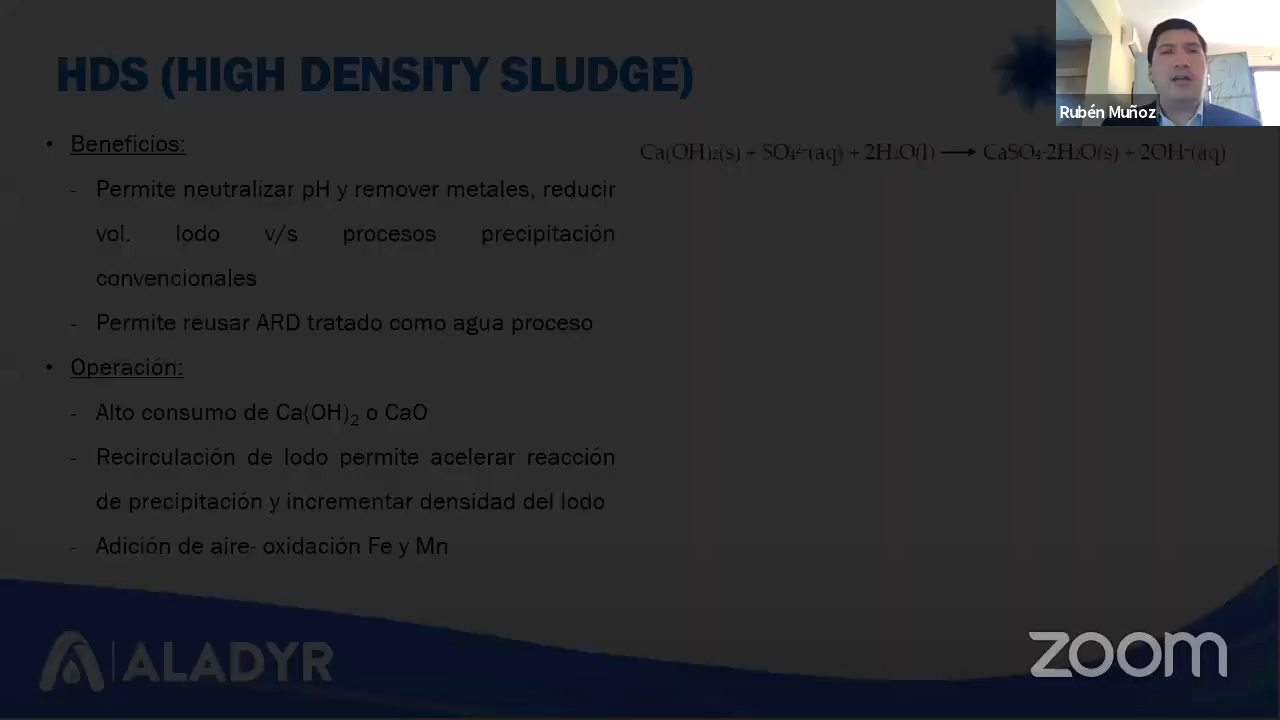 HDS (HIGH DENSITY SLUDGE)
Rubén Muñoz
Ca(OH)₂(s) + SO₄²⁻(aq) + 2H₂O(l) ⟶ CaSO₄·2H₂O(s) + 2OH⁻(aq)
• Beneficios:
- Permite neutralizar pH y remover metales, reducir
vol. lodo v/s procesos precipitación
convencionales
- Permite reusar ARD tratado como agua proceso
• Operación:
- Alto consumo de Ca(OH)₂ o CaO
- Recirculación de lodo permite acelerar reacción
de precipitación y incrementar densidad del lodo
- Adición de aire- oxidación Fe y Mn
ALADYR
zoom